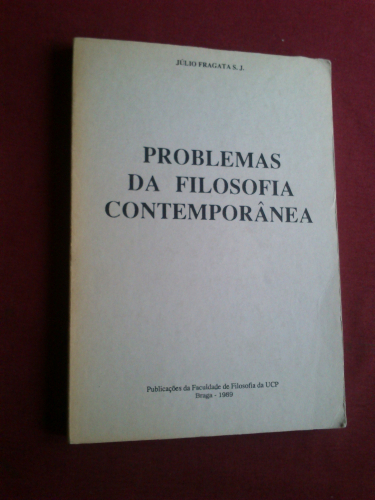 JÚLIO FRAGATA S. J.
PROBLEMAS
DA FILOSOFIA
CONTEMPORÂNEA
Publicações da Faculdade de Filosofia da UCP
Braga - 1989